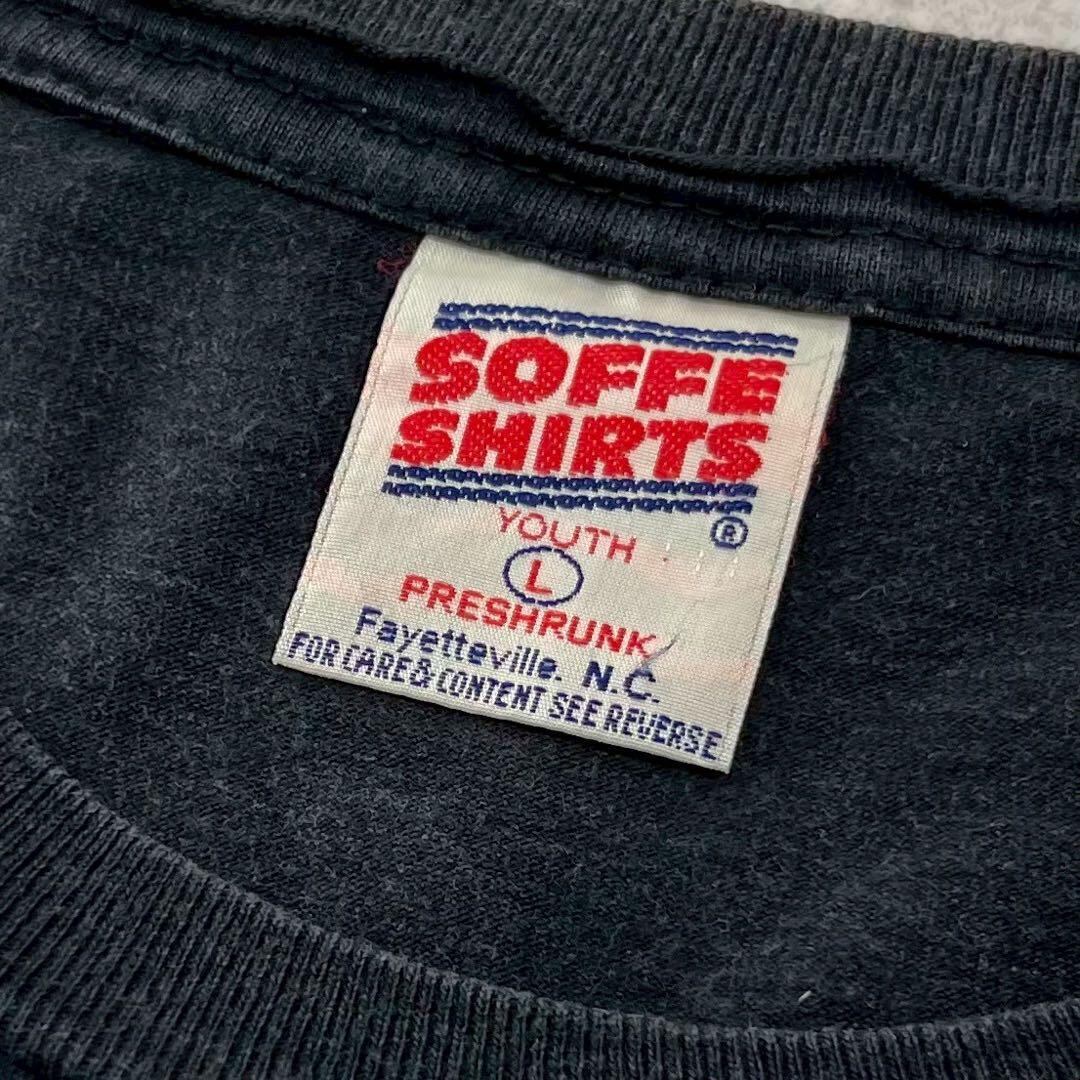 SOFFE
SHIRTS
®
YOUTH
L
PRESHRUNK
Fayetteville, N.C.
FOR CARE & CONTENT SEE REVERSE